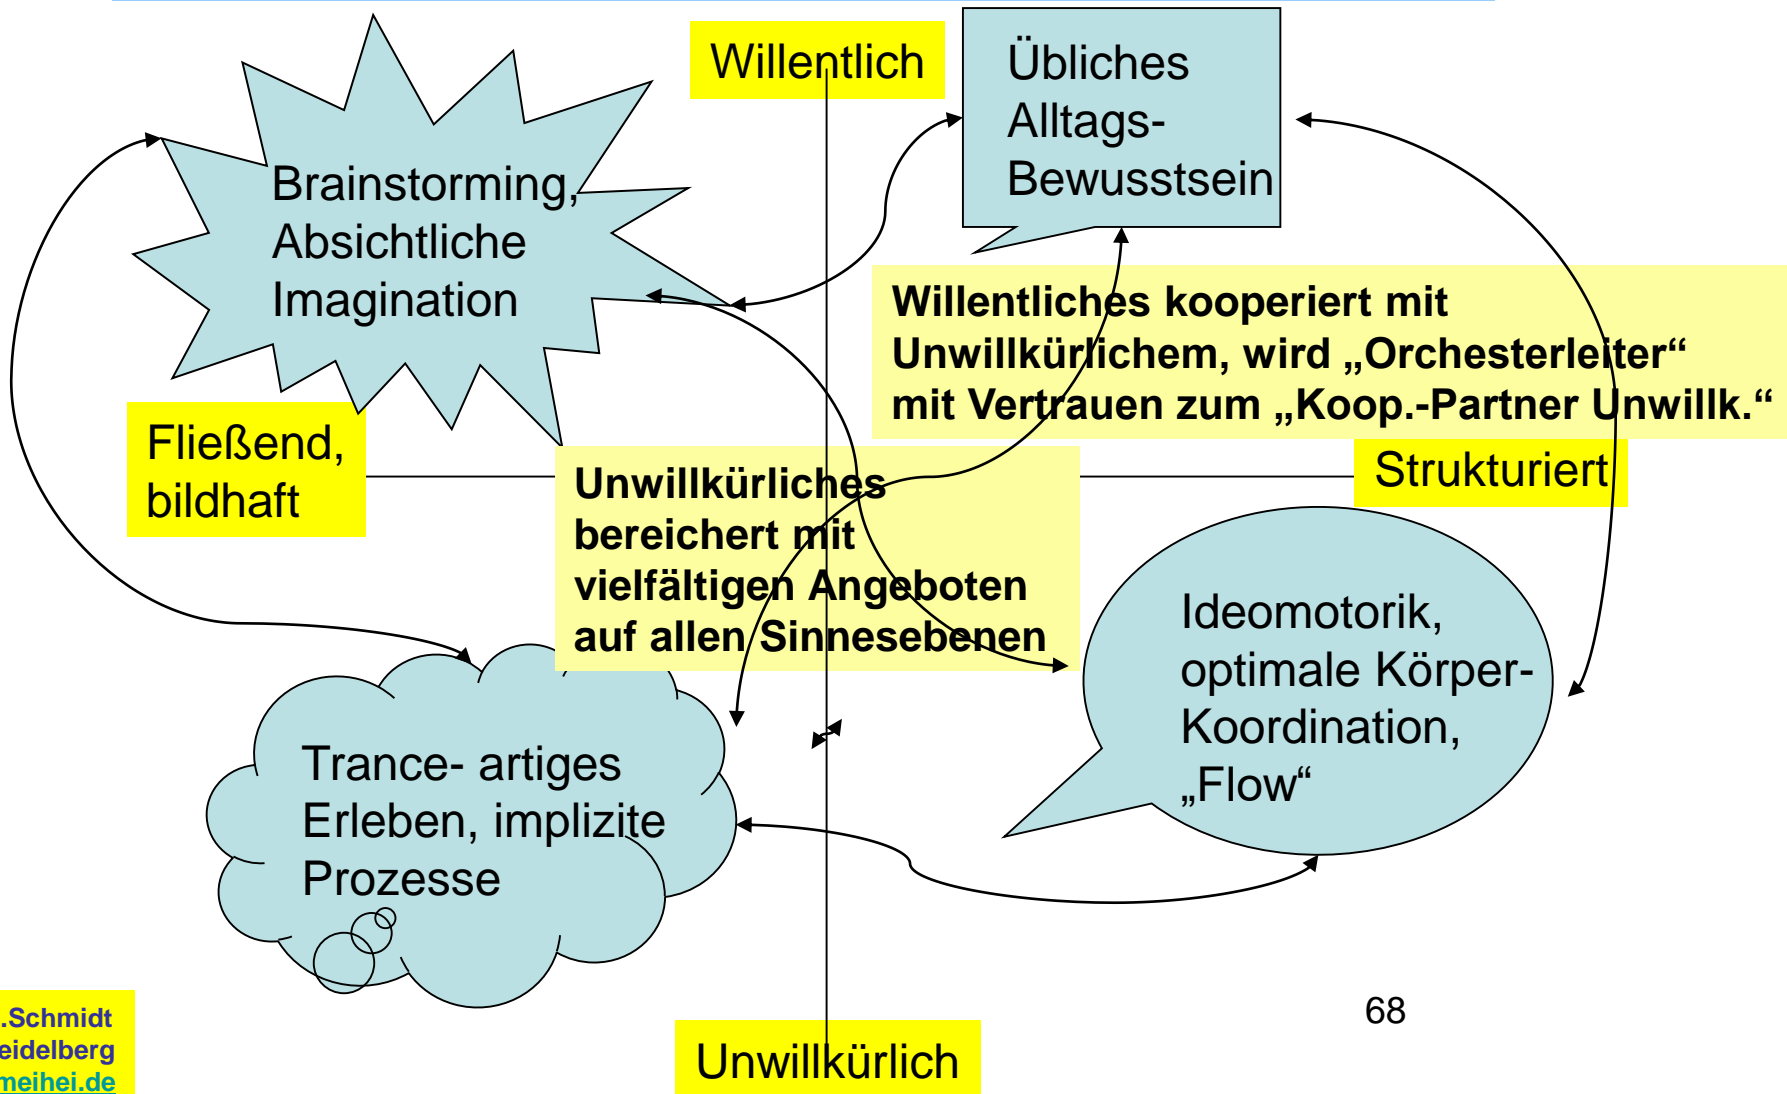 Willentlich
Übliches
Alltags-
Bewusstsein
Brainstorming,
Absichtliche
Imagination
Willentliches kooperiert mit
Unwillkürlichem, wird „Orchesterleiter“
mit Vertrauen zum „Koop.-Partner Unwillk.“
Fließend,
bildhaft
Strukturiert
Unwillkürliches
bereichert mit
vielfältigen Angeboten
auf allen Sinnesebenen
Ideomotorik,
optimale Körper-
Koordination,
„Flow“
Trance- artiges
Erleben, implizite
Prozesse
68
.Schmidt
eidelberg
meihei.de
Unwillkürlich